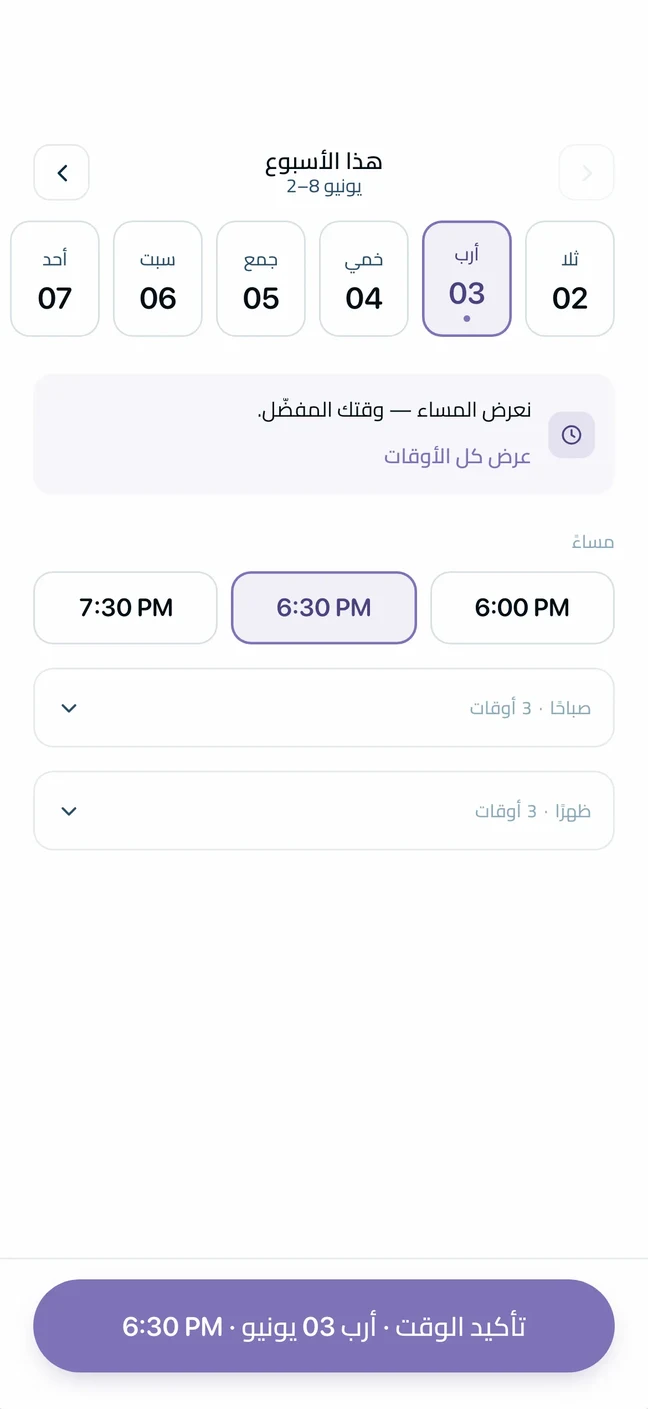 هذا الأسبوع
2–8 يونيو
ثلا
02
أرب
03
خمي
04
جمع
05
سبت
06
أحد
07
نعرض المساء — وقتك المفضّل.
عرض كل الأوقات
مساءً
6:00 PM
6:30 PM
7:30 PM
صباحًا · 3 أوقات
ظهرًا · 3 أوقات
تأكيد الوقت · أرب 03 يونيو · 6:30 PM